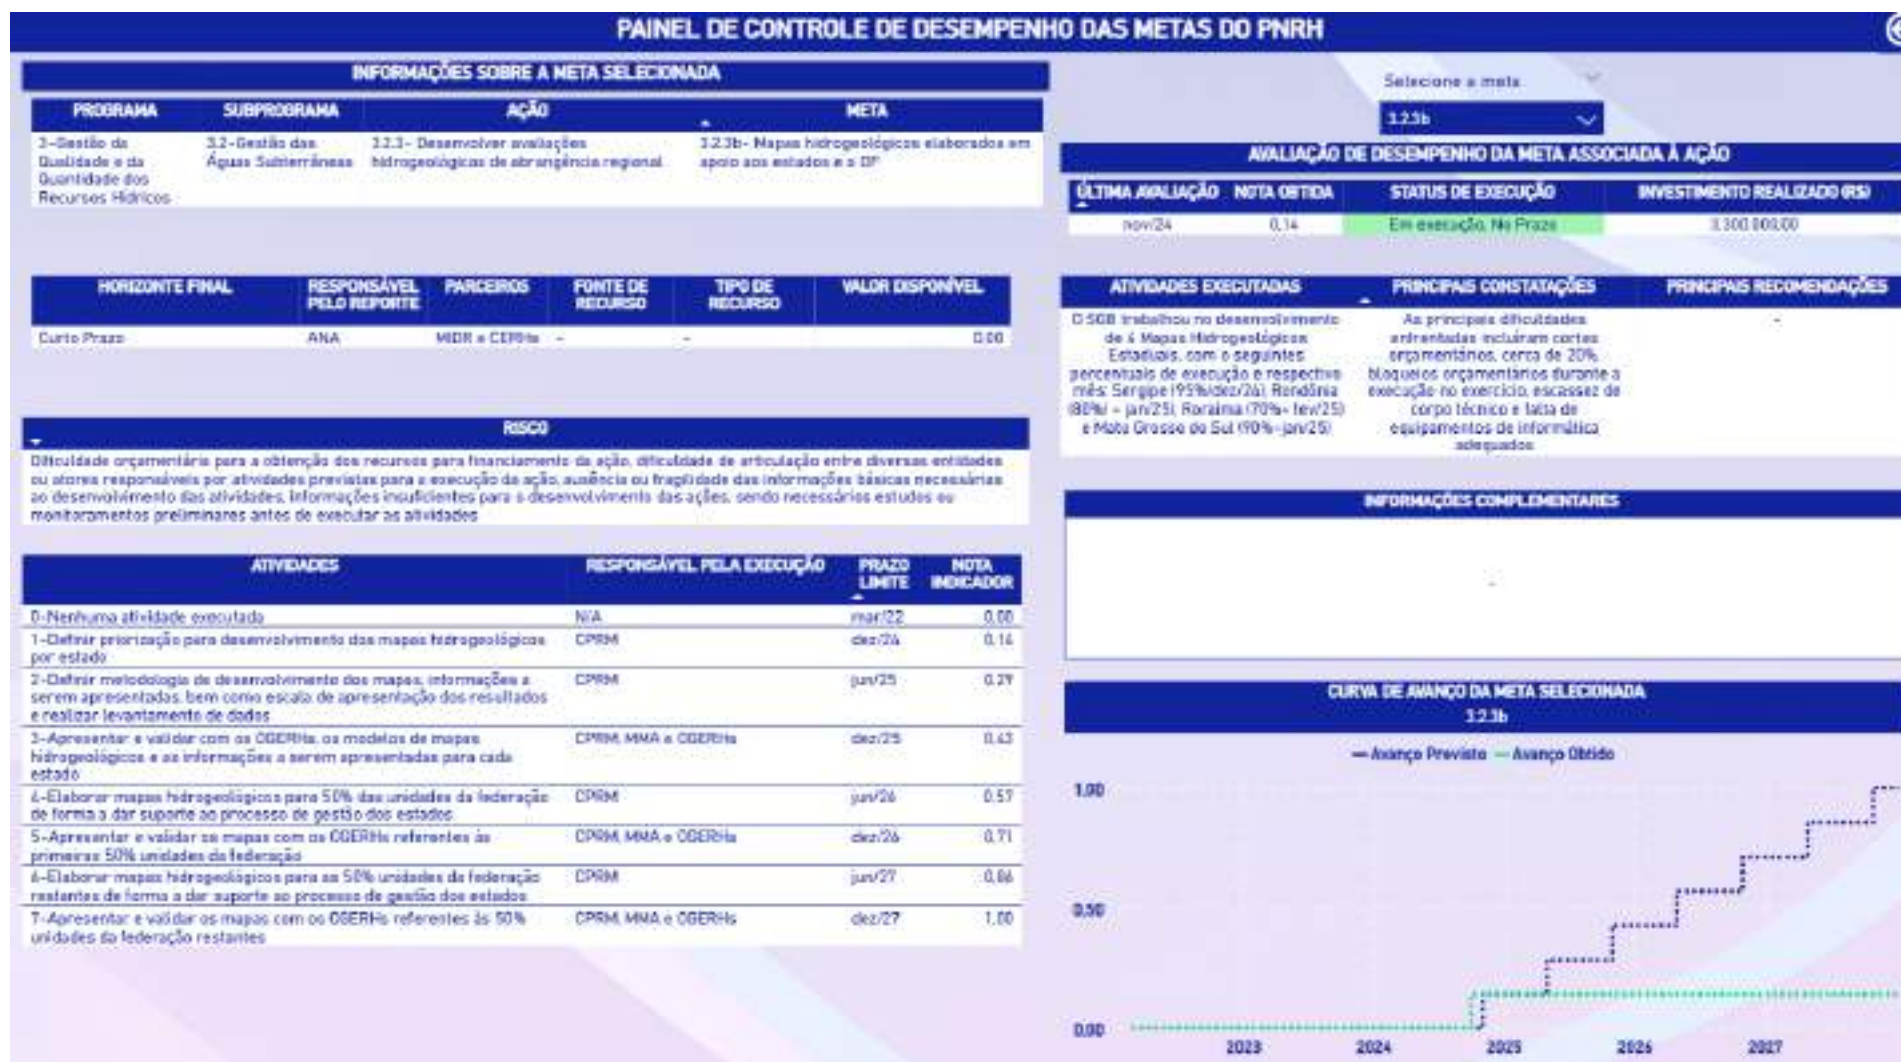 PAINEL DE CONTROLE DE DESEMPENHO DAS METAS DO PNRH
INFORMAÇÕES SOBRE A META SELECIONADA
PROGRAMA SUBPROGRAMA AÇÃO META
3-Gestão da Qualidade e da Quantidade dos Recursos Hídricos
3.2-Gestão das Águas Subterrâneas
3.2.3- Desenvolver avaliações hidrogeológicas de abrangência regional
3.2.3b- Mapas hidrogeológicos elaborados em apoio aos estados e o DF
HORIZONTE FINAL RESPONSÁVEL PELO REPORTE PARCEIROS FONTE DE RECURSO TIPO DE RECURSO VALOR DISPONÍVEL
Curto Prazo ANA MIDR e CERHs - - 0,00
RISCO
Dificuldade orçamentária para a obtenção dos recursos para financiamento da ação, dificuldade de articulação entre diversas entidades
ou atores responsáveis por atividades previstas para a execução da ação, ausência ou fragilidade das informações básicas necessárias
ao desenvolvimento das atividades, informações insuficientes para o desenvolvimento das ações, sendo necessários estudos ou
monitoramentos preliminares antes de executar as atividades
ATIVIDADES RESPONSÁVEL PELA EXECUÇÃO PRAZO LIMITE NOTA INDICADOR
0-Nenhuma atividade executada N/A mar/22 0,00
1-Definir priorização para desenvolvimento dos mapas hidrogeológicos CPRM dez/24 0,14
por estado
2-Definir metodologia de desenvolvimento dos mapas, informações a CPRM jun/25 0,29
serem apresentadas, bem como escala de apresentação dos resultados
e realizar levantamento de dados
3-Apresentar e validar com os OGERHs, os modelos de mapas CPRM, MMA e OGERHs dez/25 0,43
hidrogeológicos e as informações a serem apresentadas para cada
estado
4-Elaborar mapas hidrogeológicos para 50% das unidades da federação CPRM jun/26 0,57
de forma a dar suporte ao processo de gestão dos estados
5-Apresentar e validar os mapas com os OGERHs referentes às CPRM, MMA e OGERHs dez/26 0,71
primeiras 50% unidades da federação
6-Elaborar mapas hidrogeológicos para as 50% unidades da federação CPRM jun/27 0,86
restantes de forma a dar suporte ao processo de gestão dos estados
7-Apresentar e validar os mapas com os OGERHs referentes às 50% CPRM, MMA e OGERHs dez/27 1,00
unidades da federação restantes
Selecione a meta
3.2.3b
AVALIAÇÃO DE DESEMPENHO DA META ASSOCIADA À AÇÃO
ÚLTIMA AVALIAÇÃO NOTA OBTIDA STATUS DE EXECUÇÃO INVESTIMENTO REALIZADO (R$)
nov/24 0,14 Em execução, No Prazo 3.300.000,00
ATIVIDADES EXECUTADAS
O SGB trabalhou no desenvolvimento
de 4 Mapas Hidrogeológicos
Estaduais, com o seguintes
percentuais de execução e respectivo
mês: Sergipe (95%/dez/24), Rondônia
(80%) - jan/25), Roraima (70%- fev/25)
e Mato Grosso do Sul (90%-jan/25)
PRINCIPAIS CONSTATAÇÕES
As principais dificuldades
enfrentadas incluíram cortes
orçamentários, cerca de 20%,
bloqueios orçamentários durante a
execução no exercício, escassez de
corpo técnico e falta de
equipamentos de informática
adequados
PRINCIPAIS RECOMENDAÇÕES
-
INFORMAÇÕES COMPLEMENTARES
-
CURVA DE AVANÇO DA META SELECIONADA
3.2.3b
Avanço Previsto Avanço Obtido
1,00
0,50
0,00
2023 2024 2025 2026 2027